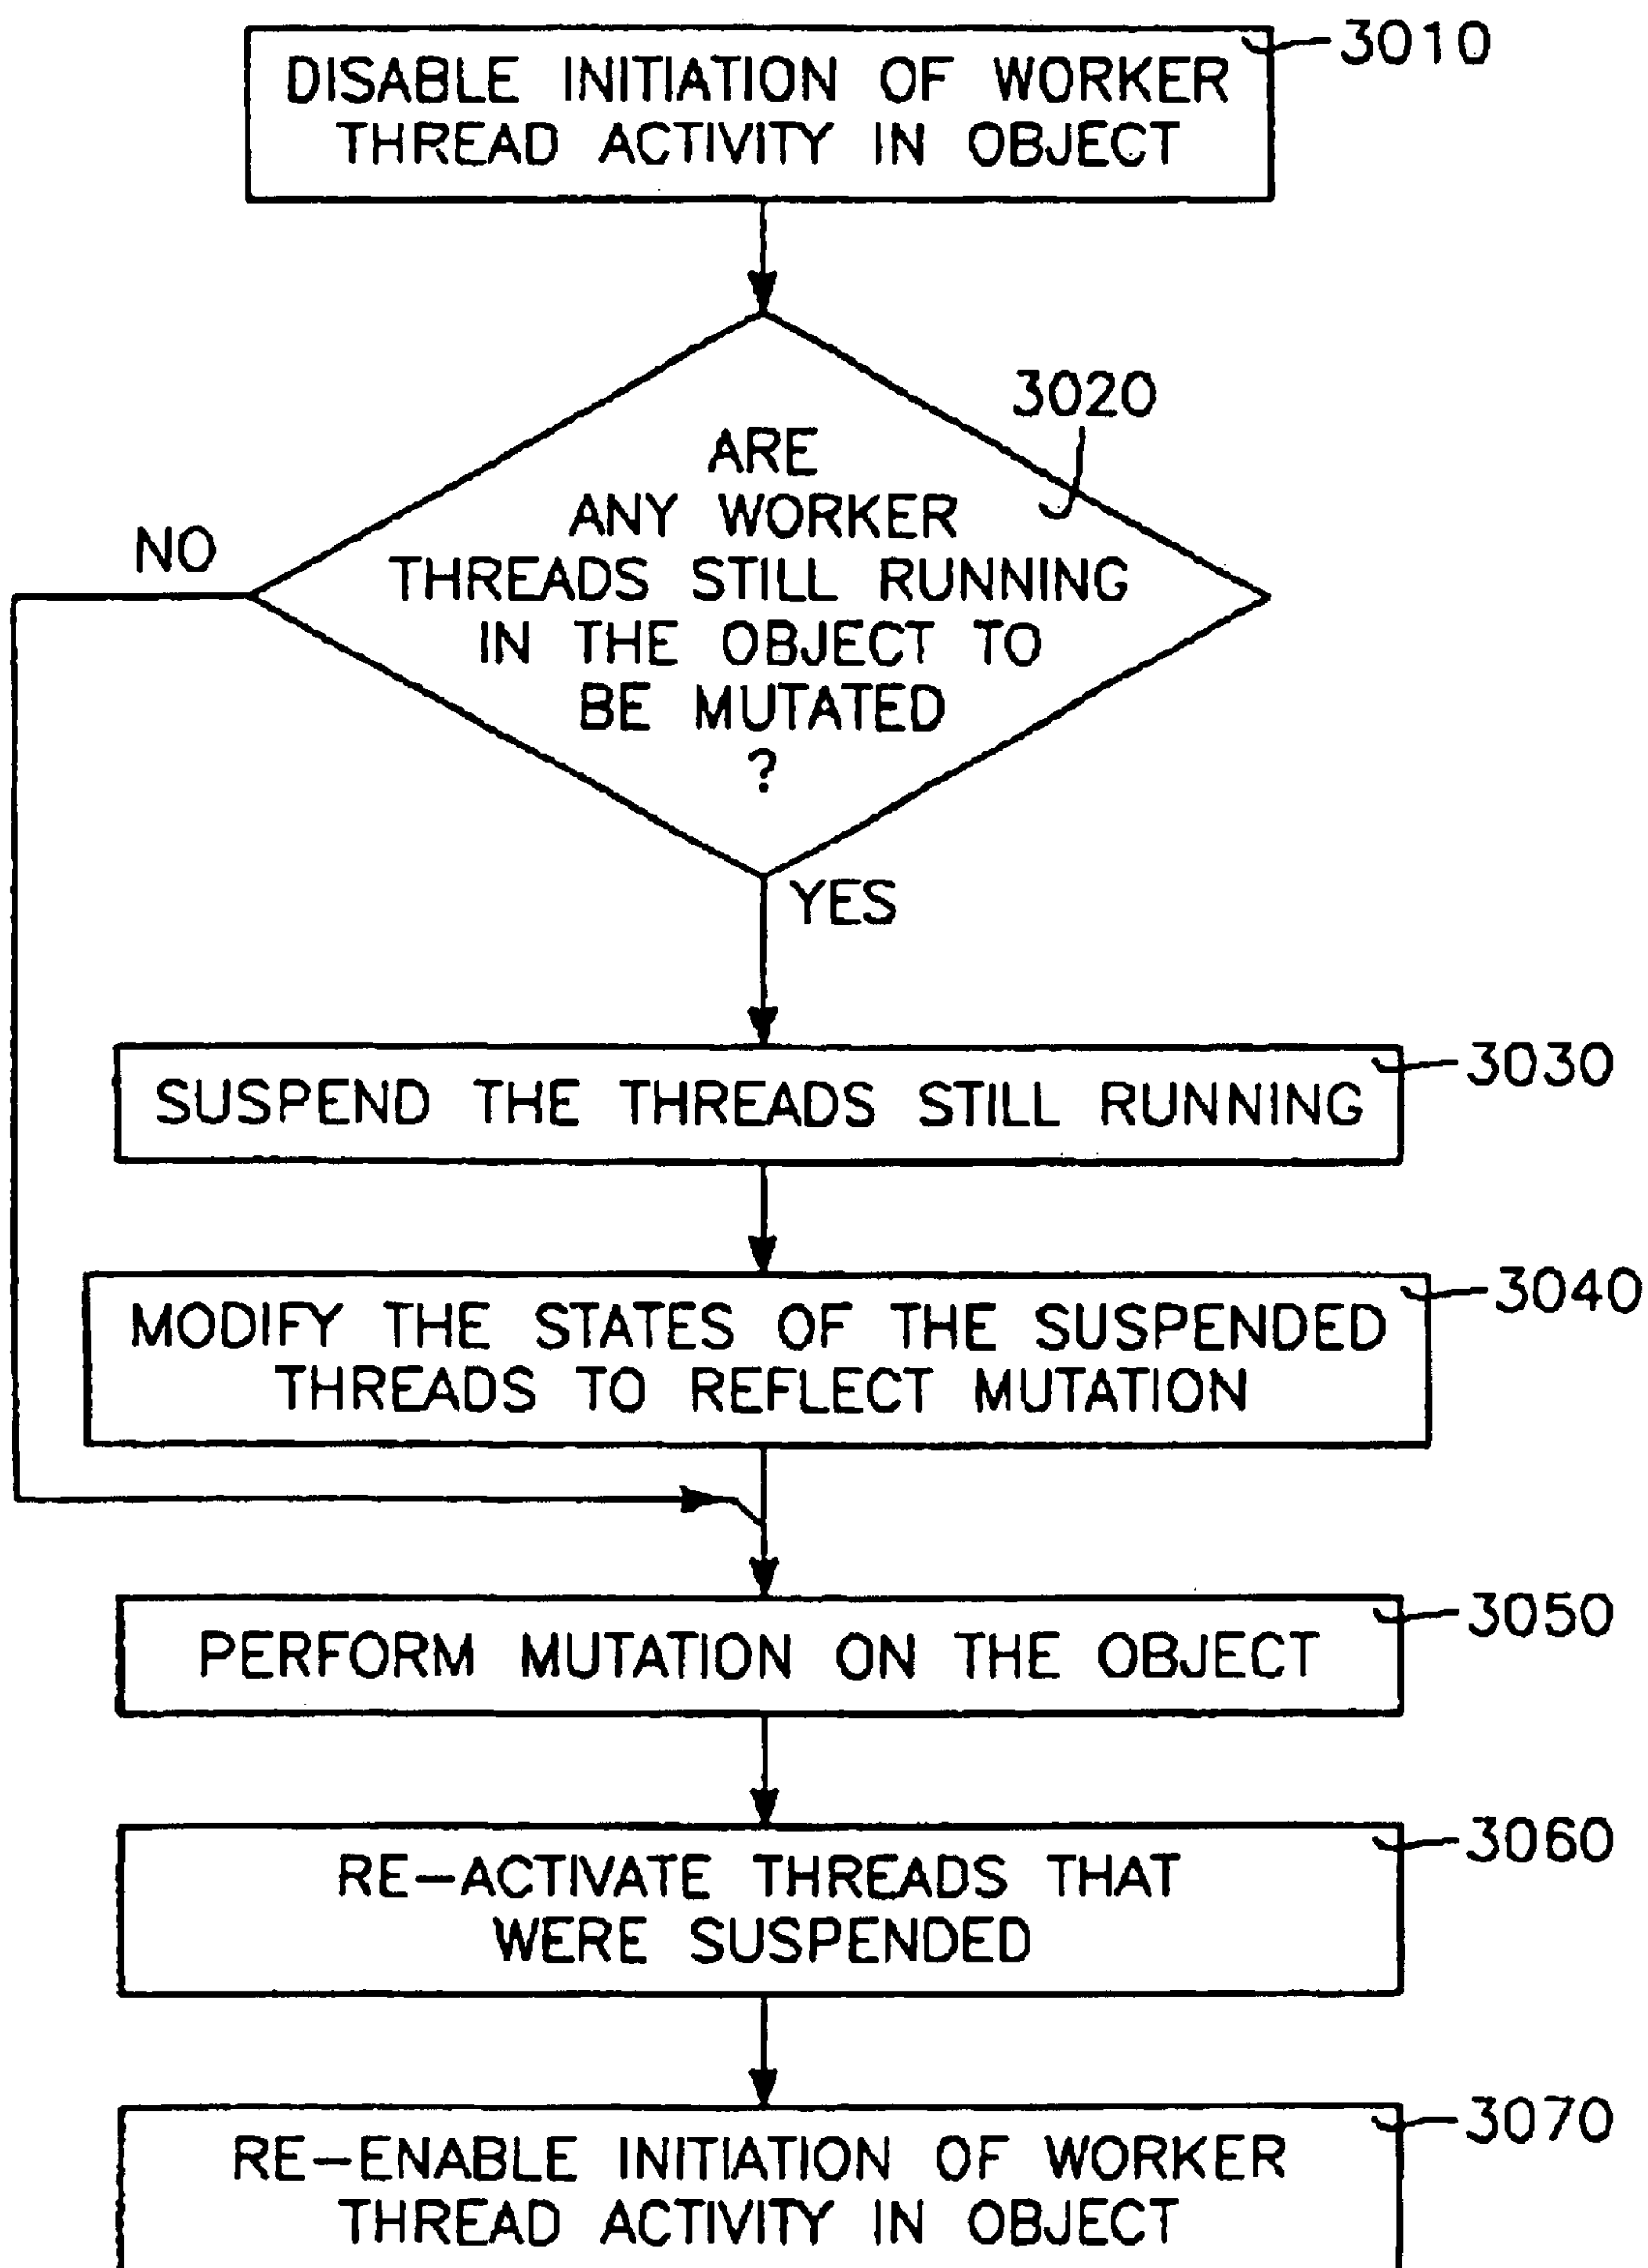 3010
DISABLE INITIATION OF WORKER
THREAD ACTIVITY IN OBJECT
3020
ARE
ANY WORKER
THREADS STILL RUNNING
IN THE OBJECT TO
BE MUTATED
?
NO
YES
3030
SUSPEND THE THREADS STILL RUNNING
3040
MODIFY THE STATES OF THE SUSPENDED
THREADS TO REFLECT MUTATION
3050
PERFORM MUTATION ON THE OBJECT
3060
RE-ACTIVATE THREADS THAT
WERE SUSPENDED
3070
RE-ENABLE INITIATION OF WORKER
THREAD ACTIVITY IN OBJECT